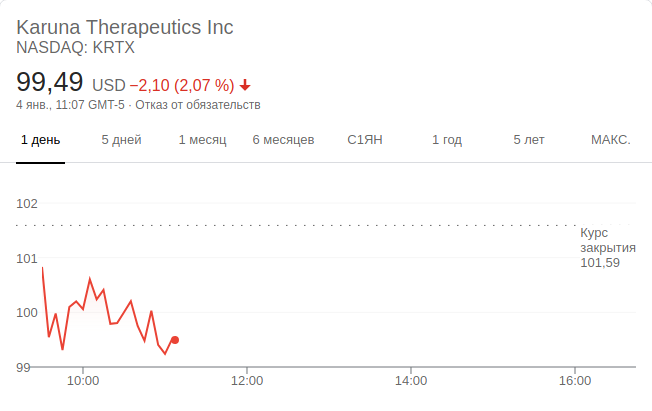 Karuna Therapeutics Inc
NASDAQ: KRTX
99,49 USD −2,10 (2,07 %)
4 янв., 11:07 GMT-5 · Отказ от обязательств
1 день 5 дней 1 месяц 6 месяцев С1ЯН 1 год 5 лет МАКС.
102
Курс
закрытия
101,59
101
100
99
10:00 12:00 14:00 16:00